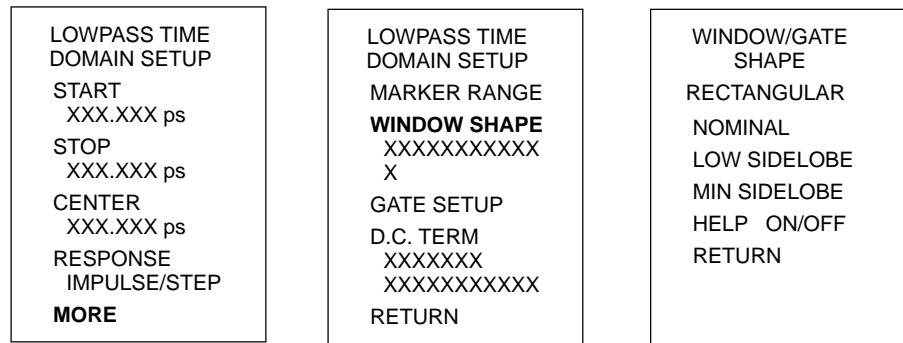 LOWPASS TIME
DOMAIN SETUP
START
XXX.XXX ps
STOP
XXX.XXX ps
CENTER
XXX.XXX ps
RESPONSE
IMPULSE/STEP
MORE
LOWPASS TIME
DOMAIN SETUP
MARKER RANGE
WINDOW SHAPE
XXXXXXXXXXX
X
GATE SETUP
D.C. TERM
XXXXXXX
XXXXXXXXXXX
RETURN
WINDOW/GATE
SHAPE
RECTANGULAR
NOMINAL
LOW SIDELOBE
MIN SIDELOBE
HELP ON/OFF
RETURN